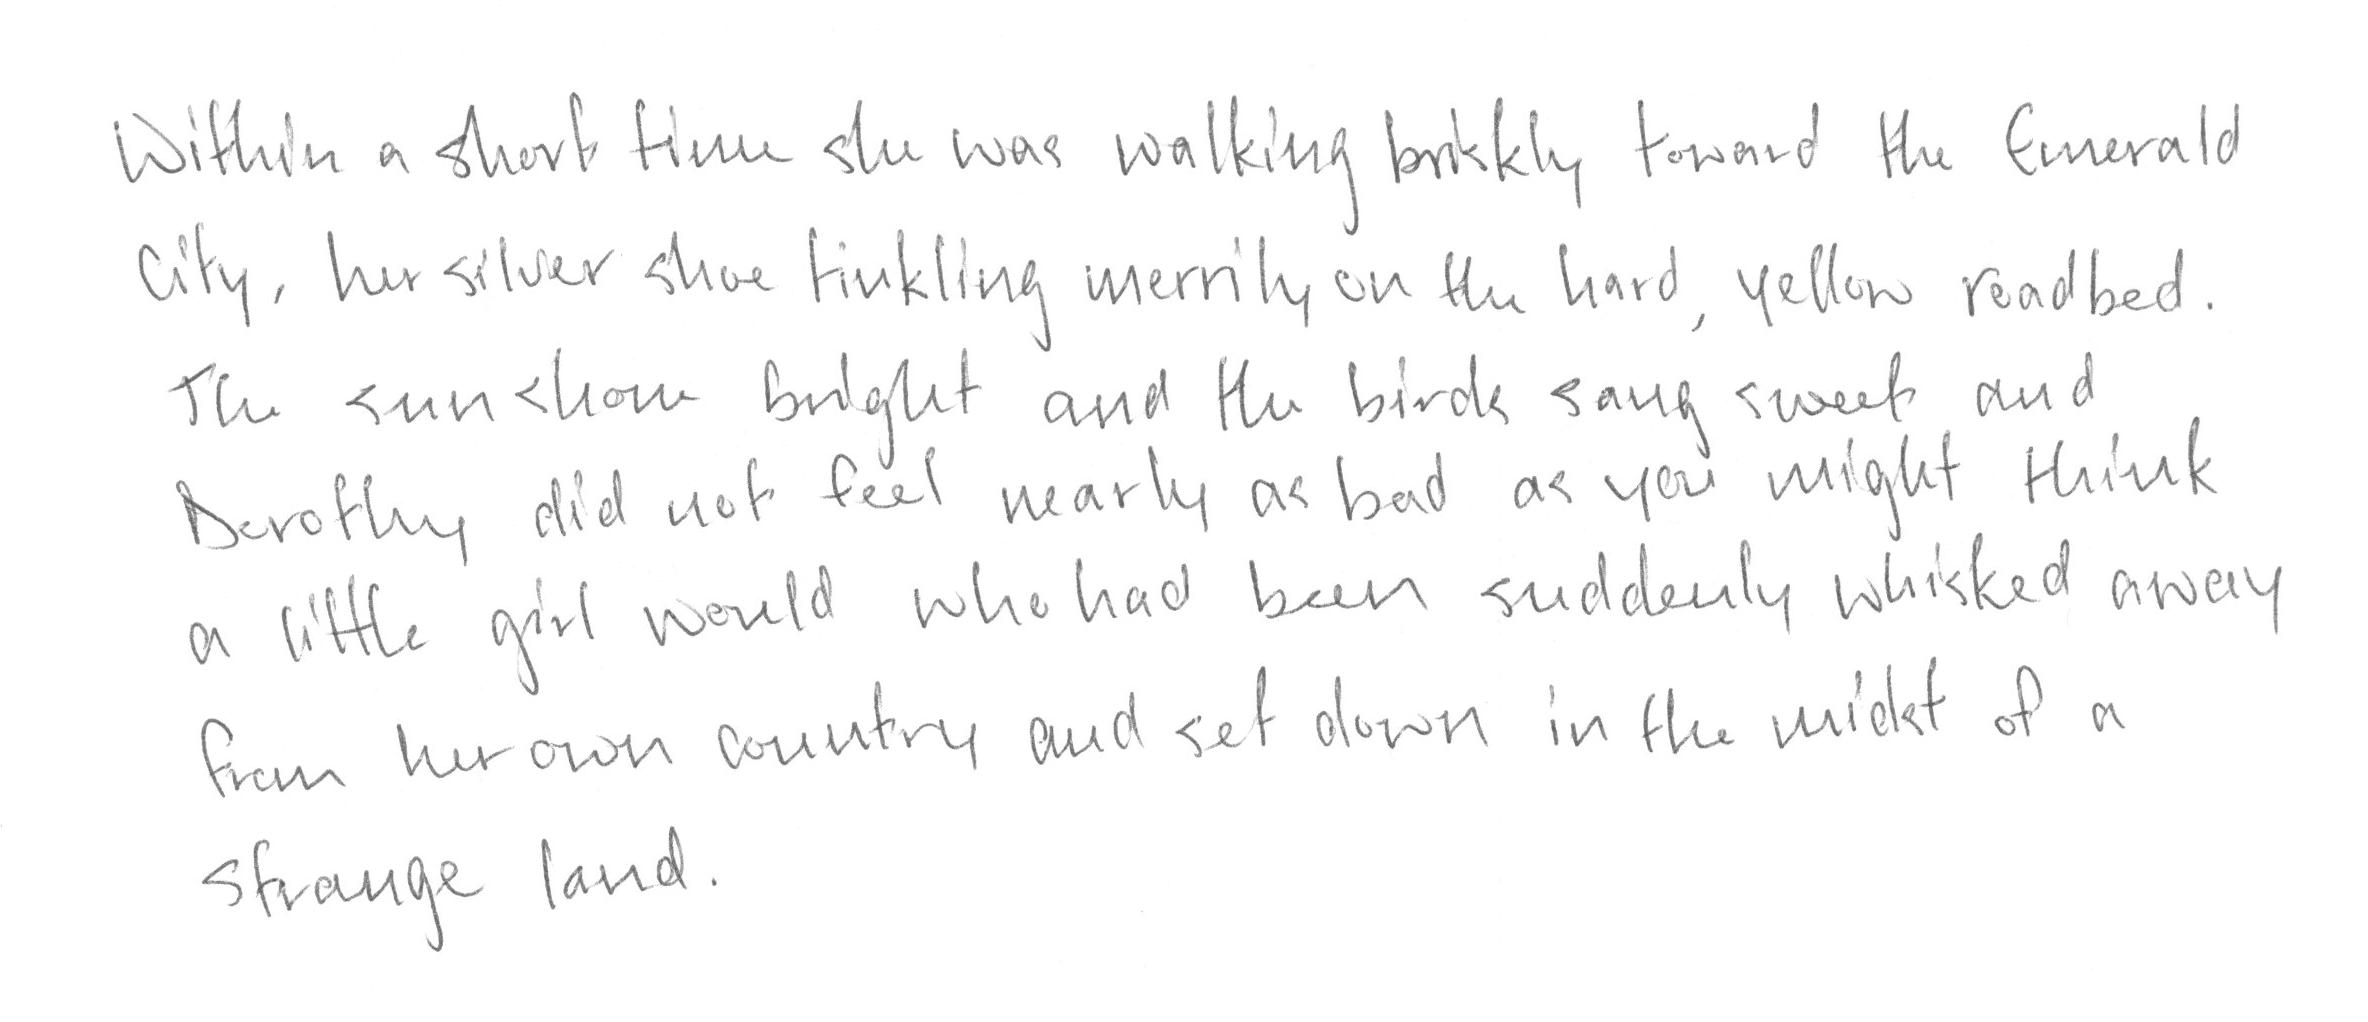 Within a short time she was walking briskly toward the Emerald
City, her silver shoe tinkling merrily on the hard, yellow roadbed.
The sun shone bright and the birds sang sweet and
Dorothy did not feel nearly as bad as you might think
a little girl would who had been suddenly whisked away
from her own country and set down in the midst of a
strange land.